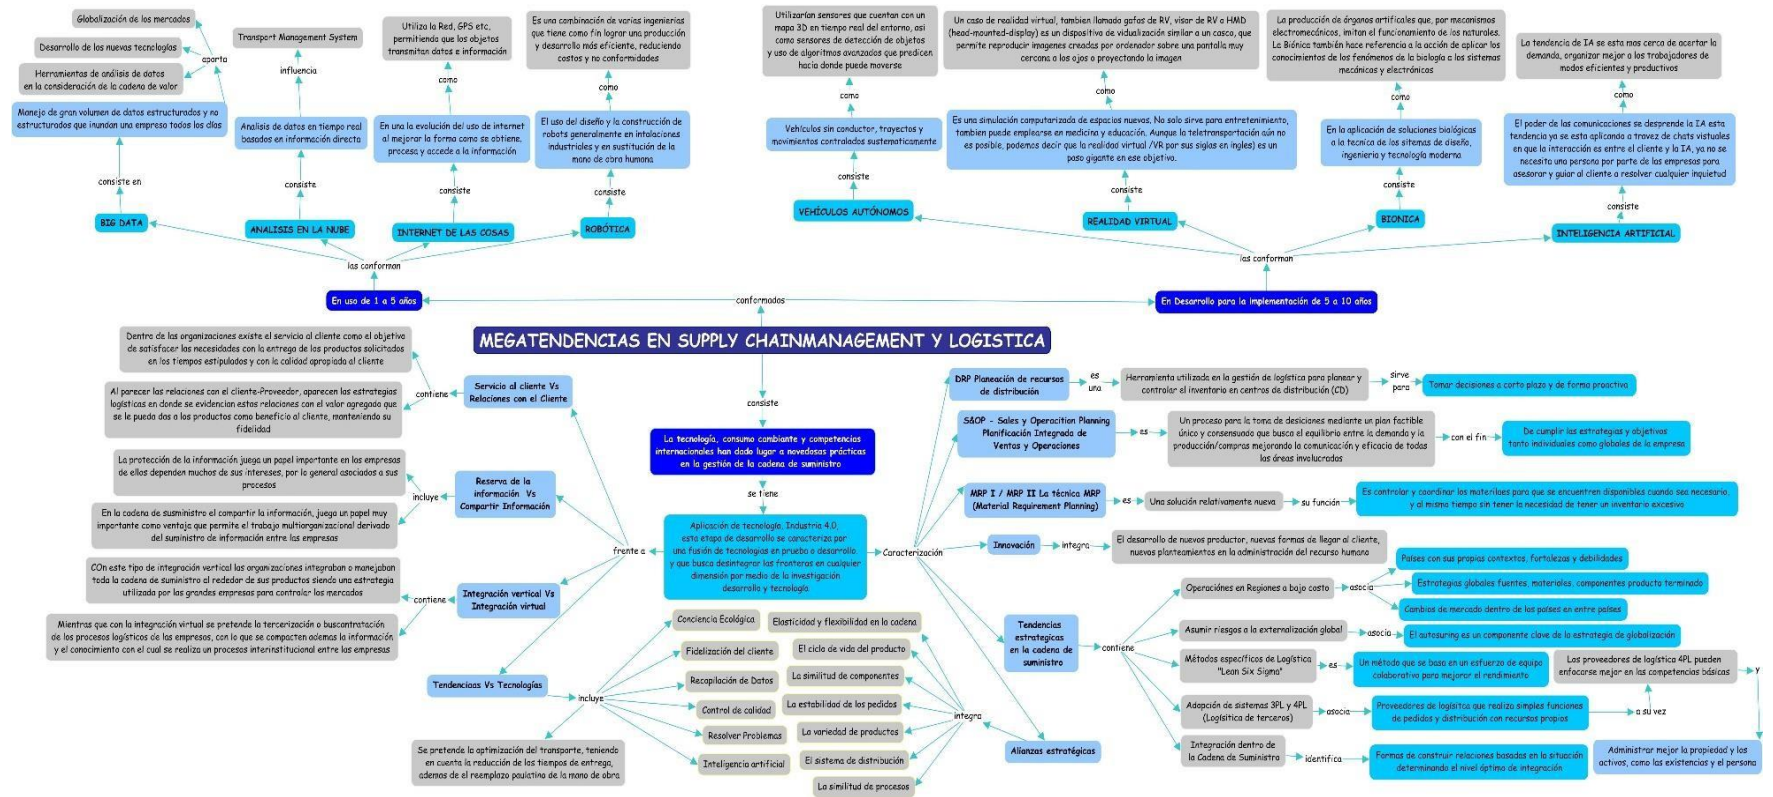 Globalización de los mercados
Desarrollo de las nuevas tecnologías
aporta
Herramientas de análisis de datos
en la consideración de la cadena de valor
Manejo de gran volumen de datos estructurados y no
estructurados que inundan una empresa todos los días
consiste en
BIG DATA
Transport Management System
influencia
Analisis de datos en tiempo real
basados en información directa
consiste
ANALISIS EN LA NUBE
Utiliza la Red, GPS etc,
permitienda que los objetos
transmitan datos e información
como
En una la evolución del uso de internet
al mejorar la forma como se obtiene,
procesa y accede a la información
consiste
INTERNET DE LAS COSAS
Es una combinación de varias ingenierias
que tiene como fin lograr una producción
y desarrollo más eficiente, reduciendo
costos y no conformidades
como
El uso del diseño y la construcción de
robots generalmente en intalaciones
industriales y en sustitución de la
mano de obra humana
consiste
ROBÓTICA
las conforman
En uso de 1 a 5 años
Utilizarían sensores que cuentan con un
mapa 3D en tiempo real del entorno, asi
como sensores de detección de objetos
y uso de algoritmos avanzados que predicen
hacia donde puede moverse
como
Vehículos sin conductor, trayectos y
movimientos controlados sustematicamente
consiste
VEHÍCULOS AUTÓNOMOS
Un caso de realidad virtual, tambien llamada gafas de RV, visor de RV o HMD
(head-mounted-display) es un dispositivo de vidualización similar a un casco, que
permite reproducir imagenes creadas por ordenador sobre una pantalla muy
cercana a los ojos o proyectando la imagen
como
Es una simulación computarizada de espacios nuevas, No solo sirve para entretenimiento,
tambien puede emplearse en medicina y educación. Aunque la teletransportación aún no
es posible, podemos decir que la realidad virtual /VR por sus siglas en ingles) es un
paso gigante en ese objetivo.
consiste
REALIDAD VIRTUAL
La producción de órganos artificales que, por mecanismos
electromecánicos, imitan el funcionamiento de los naturales.
La Biónica también hace referencia a la acción de aplicar los
conocimientos de los fenómenos de la biología a los sistemas
mecánicos y electrónicos
como
En la aplicación de soluciones biológicas
a la tecnica de los sitemas de diseño,
ingenieria y tecnología moderna
consiste
BIONICA
La tendencia de IA se esta mas cerca de acertar la
demanda, organizar mejor a los trabajadores de
modos eficientes y productivos
como
El poder de las comunicaciones se desprende la IA esta
tendencia ya se esta aplicando a travez de chats vistuales
en que la interacción es entre el cliente y la IA, ya no se
necesita una persona por parte de las empresas para
asesorar y guiar al cliente a resolver cualquier inquietud
consiste
INTELIGENCIA ARTIFICIAL
las conforman
En Desarrollo para la implementación de 5 a 10 años
conformados
MEGATENDENCIAS EN SUPPLY CHAINMANAGEMENT Y LOGISTICA
consiste
La tecnología, consumo cambiante y competencias
internacionales han dado lugar a novedosas prácticas
en la gestión de la cadena de suministro
se tiene
Aplicación de tecnología, Industria 4.0,
esta etapa de desarrollo se caracteriza por
una fusión de tecnologías en prueba o desarrollo,
y que busca desintegrar las fronteras en cualquier
dimensión por medio de la investigación
desarrollo y tecnología.
frente a
Dentro de las organizaciones existe el servicio al cliente como el objetivo
de satisfacer las necesidades con la entrega de los productos solicitados
en los tiempos estipulados y con la calidad apropiada al cliente
contiene
Servicio al cliente Vs
Relaciones con el Cliente
Al parecer las relaciones con el cliente-Proveedor, aparecen las estrategias
logísticas en donde se evidencian estas relaciones con el valor agregado que
se le pueda das a los productos como beneficio al cliente, manteniendo su
fidelidad
La protección de la información juega un papel importante en las empresas
de ellos dependen muchos de sus intereses, por lo general asociados a sus
procesos
incluye
Reserva de la
información Vs
Compartir Información
En la cadena de susministro el compartir la información, juega un papel muy
importante como ventaja que permite el trabajo multiorganizacional derivado
del suministro de información entre las empresas
COn este tipo de integración vertical las organizaciones integraban o manejaban
toda la cadena de suministro al rededor de sus productos siendo una estrategia
utilizada por las grandes empresas para controlar los mercados
contiene
Integración vertical Vs
Integración virtual
Mientras que con la integración virtual se pretende la tercerización o buscontratación
de los procesos logísticos de las empresas, con lo que se compacten ademas la información
y el conocimiento con el cual se realiza un procesos interinstitucional entre las empresas
Tendenciaas Vs Tecnologías
incluye
Conciencia Ecológica
Fidelización del cliente
Recopilación de Datos
Control de calidad
Resolver Problemas
Inteligencia artificial
Se pretende la optimización del transporte, teniendo
en cuenta la reducción de los tiempos de entrega,
ademas de el reemplazo paulatino de la mano de obra
Caracterización
DRP Planeación de recursos
de distribución
es
una
Herramienta utilizada en la gestión de logística para planear y
controlar el inventario en centros de distribución (CD)
sirve
para
Tomar decisiones a corto plazo y de forma proactiva
S&OP - Sales y Operacition Planning
Planificación Integrada de
Ventas y Operaciones
es
Un proceso para la toma de desiciones mediante un plan factible
único y consensuado que busca el equilibrio entre la demanda y la
producción/compras mejorando la comunicación y eficacia de todas
las áreas involucradas
con el fin
De cumplir las estrategias y objetivos
tanto individuales como globales de la empresa
MRP I / MRP II La técnica MRP
(Material Requirement Planning)
es
Una solución relativamente nueva
su función
Es controlar y coordinar los materilaes para que se encuentren disponibles cuando sea necesario,
y al mismo tiempo sin tener la necesidad de tener un inventario excesivo
Innovación
integra
El desarrollo de nuevos productor, nuevas formas de llegar al cliente,
nuevas planteamientos en la administración del recurso humano
Tendencias
estrategicas
en la cadena de
suministro
contiene
Operaciónes en Regiones a bajo costo
asocia
Países con sus propias contextos, fortalezas y debilidades
Estrategias globales fuentes, materiales, componentes producto terminado
Cambios de mercado dentro de los países en entre países
Asumir riesgos a la externalización global
asocia
El autosuring es un componente clave de la estrategia de globalización
Métodos específicos de Logística
"Lean Six Sigma"
es
Un método que se basa en un esfuerzo de equipo
colaborativo para mejorar el rendimiento
Adopción de sistemas 3PL y 4PL
(Logísitica de terceros)
asocia
Proveedores de logísitca que realiza simples funciones
de pedidos y distribución con recursos propios
a su vez
Los proveedores de logística 4PL pueden
enfocarse mejor en las competencias básicas
y
Administrar mejor la propiedad y los
activos, como las existencias y el persona
Integración dentro de
la Cadena de Suministro
identifica
Formas de construir relaciones basadas en la situación
determinando el nivel óptimo de integración
Alianzas estratégicas
integra
Elasticidad y flexibilidad en la cadena
El ciclo de vida del producto
La similitud de componentes
La estabilidad de los pedidos
La variedad de productos
El sistema de distribución
La similitud de procesos